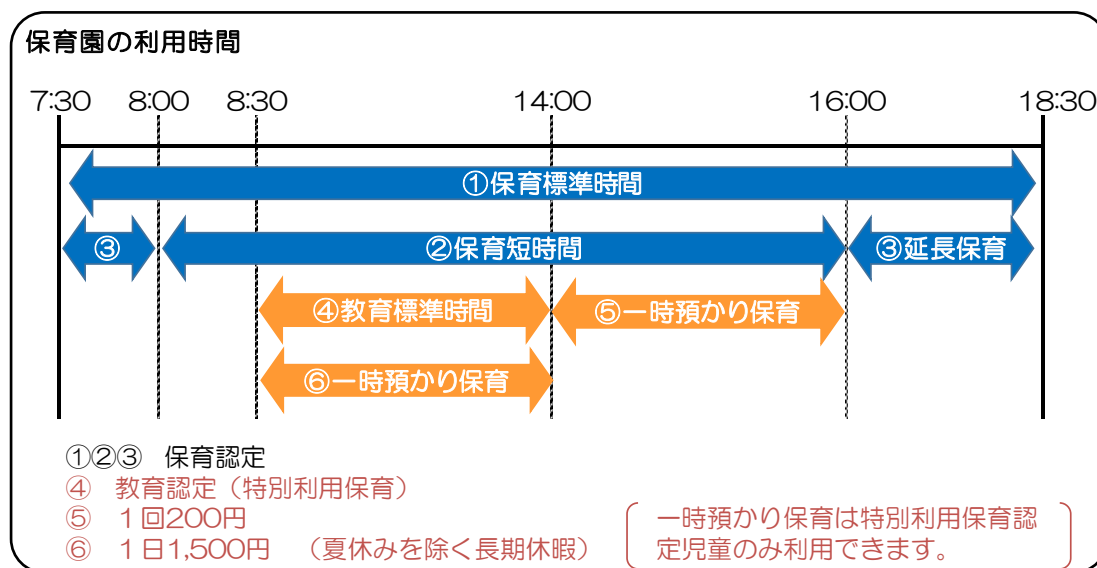 保育園の利用時間
7:30 8:00 8:30 14:00 16:00 18:30
①保育標準時間
③ ②保育短時間 ③延長保育
④教育標準時間 ⑤一時預かり保育
⑥一時預かり保育
①②③ 保育認定
④ 教育認定（特別利用保育）
⑤ 1回200円
⑥ 1日1,500円 （夏休みを除く長期休暇）
一時預かり保育は特別利用保育認
定児童のみ利用できます。